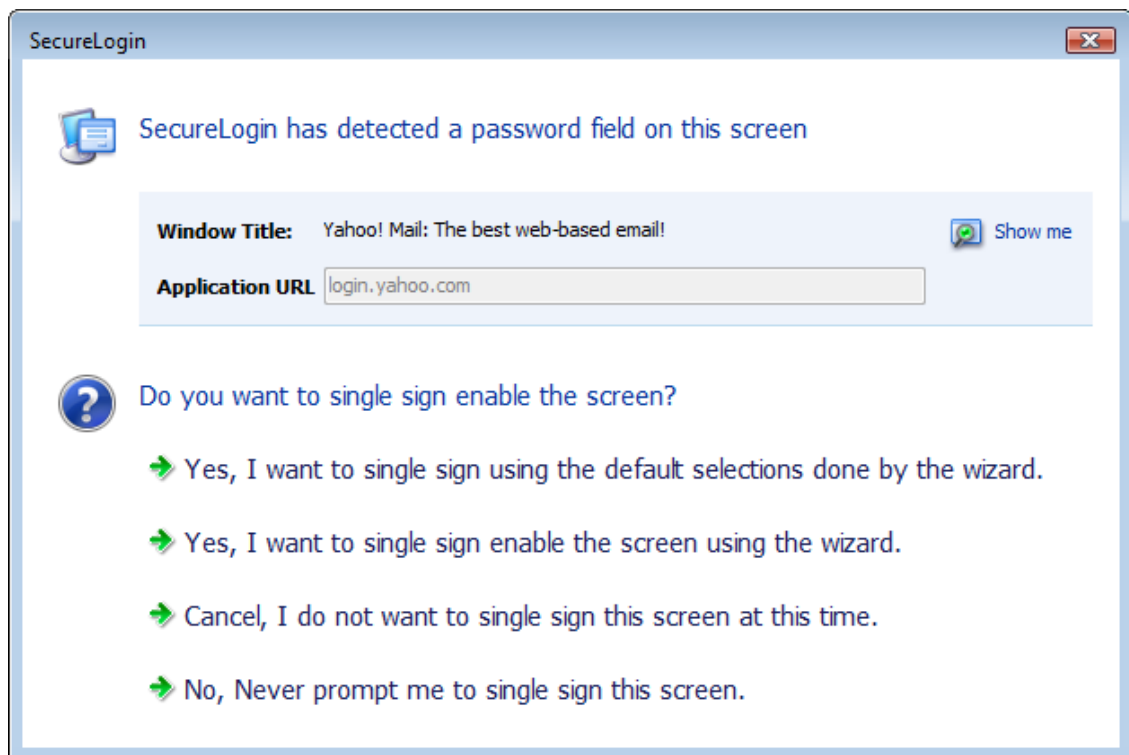 SecureLogin
SecureLogin has detected a password field on this screen
Window Title: Yahoo! Mail: The best web-based email! Show me
Application URL login.yahoo.com
Do you want to single sign enable the screen?
Yes, I want to single sign using the default selections done by the wizard.
Yes, I want to single sign enable the screen using the wizard.
Cancel, I do not want to single sign this screen at this time.
No, Never prompt me to single sign this screen.